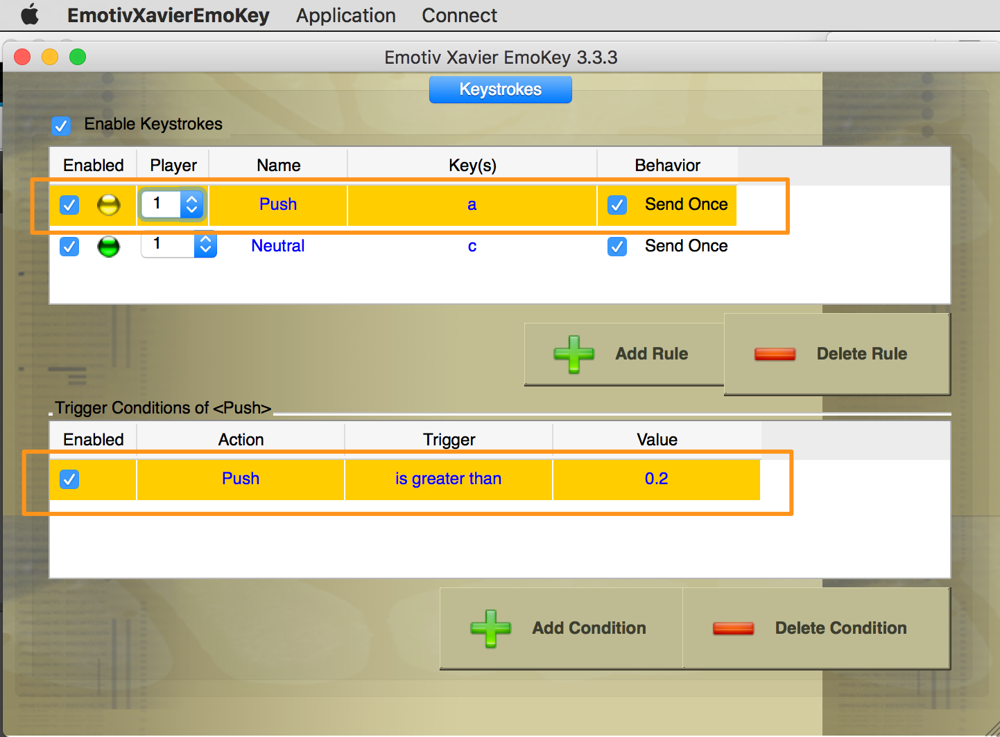 EmotivXavierEmoKey Application Connect
Emotiv Xavier EmoKey 3.3.3
Keystrokes
Enable Keystrokes
Enabled Player Name Key(s) Behavior
1 Push a Send Once
1 Neutral c Send Once
Add Rule Delete Rule
Trigger Conditions of <Push>
Enabled Action Trigger Value
Push is greater than 0.2
Add Condition Delete Condition